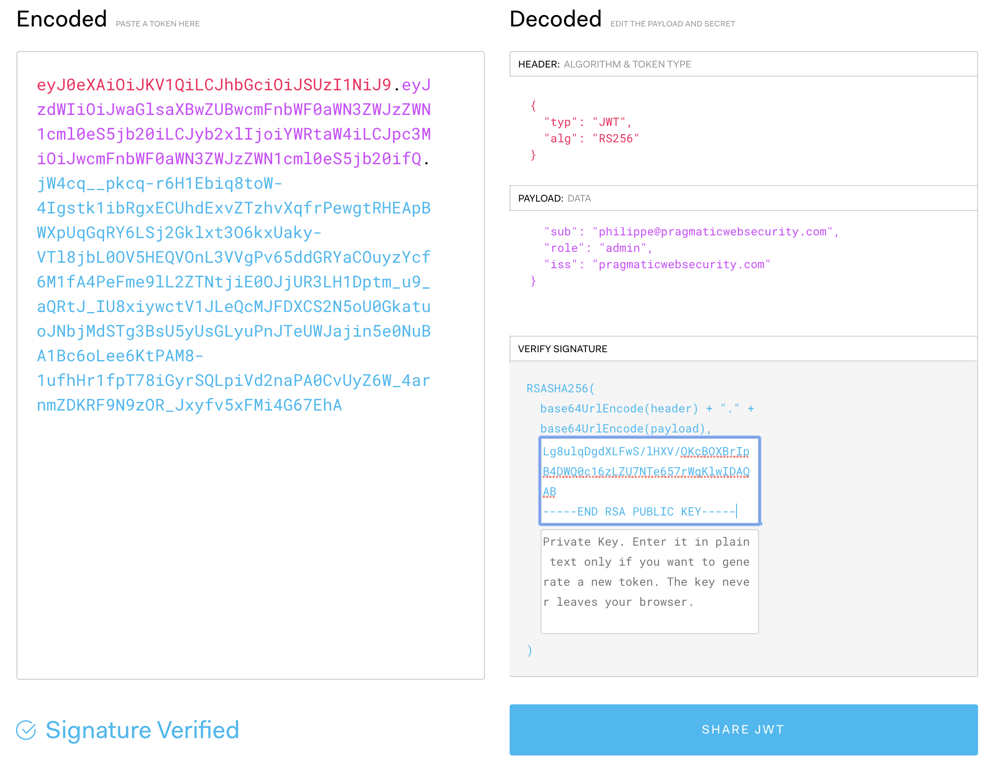 Encoded PASTE A TOKEN HERE
eyJ0eXAiOiJKV1QiLCJhbGciOiJSUzI1NiJ9.eyJ
zdWIiOiJwaGlsaXBwZUBwcmFnbWF0aWN3ZWJzZWN
1cml0eS5jb20iLCJyb2xlIjoiYWRtaW4iLCJpc3M
iOiJwcmFnbWF0aWN3ZWJzZWN1cml0eS5jb20ifQ.
jW4cq__pkcq-r6H1Ebiq8toW-
4Igstk1ibRgxECUhdExvZTzhvXqfrPewgtRHEApB
WXpUqGqRY6LSj2Gklxt3O6kxUaky-
VTl8jbL0OV5HEQVOnL3VVgPv65ddGRYaCOuyzYcf
6M1fA4PeFme9lL2ZTNtjiE0OJjUR3LH1Dptm_u9_
aQRtJ_IU8xiywctV1JLeQcMJFDXCS2N5oU0Gkatu
oJNbjMdSTg3BsU5yUsGLyuPnJTeUWJajin5e0NuB
A1Bc6oLee6KtPAM8-
1ufhHr1fpT78iGyrSQLpiVd2naPA0CvUyZ6W_4ar
nmZDKRF9N9zOR_Jxyfv5xFMi4G67EhA
Signature Verified
Decoded EDIT THE PAYLOAD AND SECRET
HEADER: ALGORITHM & TOKEN TYPE
{
"typ": "JWT",
"alg": "RS256"
}
PAYLOAD: DATA
"sub": "philippe@pragmaticwebsecurity.com",
"role": "admin",
"iss": "pragmaticwebsecurity.com"
}
VERIFY SIGNATURE
RSASHA256(
base64UrlEncode(header) + "." +
base64UrlEncode(payload),
Lg8ulqDgdXLFwS/lHXV/OKcBOXBrIp
B4DWQ0c16zLZU7NTe657rWqKlwIDAQ
AB
-----END RSA PUBLIC KEY-----
,
Private Key. Enter it in plain
text only if you want to gene
rate a new token. The key neve
r leaves your browser.
)
SHARE JWT